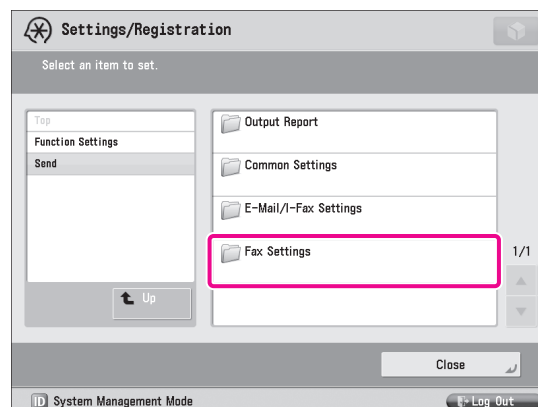 Settings/Registration
Select an item to set.
Top
Function Settings
Send
Up
Output Report
Common Settings
E-Mail/I-Fax Settings
Fax Settings
1/1
Close
ID System Management Mode
Log Out